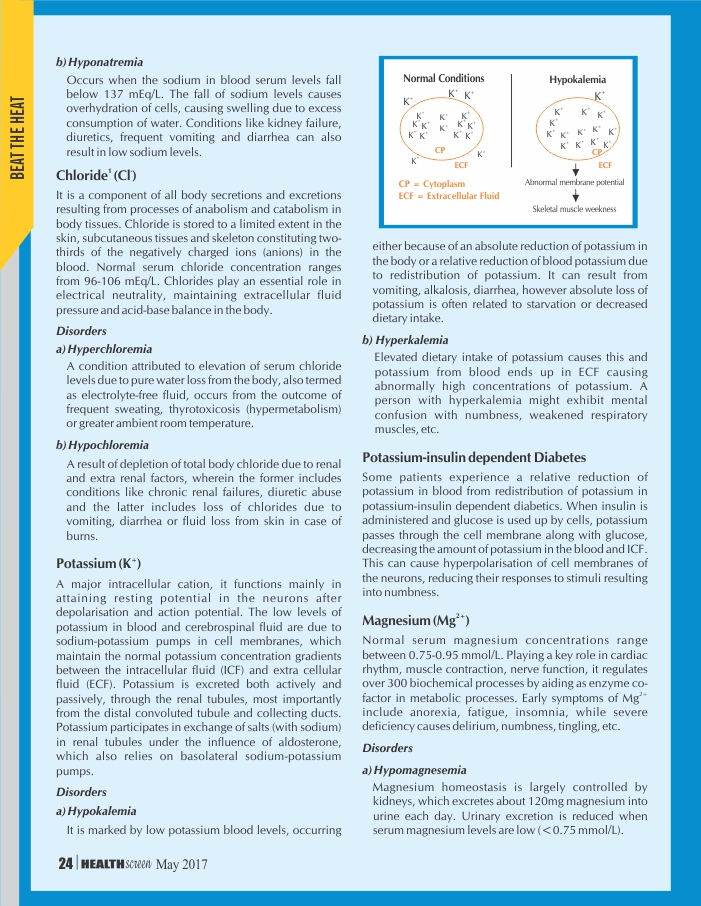 BEAT THE HEAT
b) Hyponatremia
Occurs when the sodium in blood serum levels fall
below 137 mEq/L. The fall of sodium levels causes
overhydration of cells, causing swelling due to excess
consumption of water. Conditions like kidney failure,
diuretics, frequent vomiting and diarrhea can also
result in low sodium levels.
Chloride¹ (Cl⁻)
It is a component of all body secretions and excretions
resulting from processes of anabolism and catabolism in
body tissues. Chloride is stored to a limited extent in the
skin, subcutaneous tissues and skeleton constituting two-
thirds of the negatively charged ions (anions) in the
blood. Normal serum chloride concentration ranges
from 96-106 mEq/L. Chlorides play an essential role in
electrical neutrality, maintaining extracellular fluid
pressure and acid-base balance in the body.
Disorders
a) Hyperchloremia
A condition attributed to elevation of serum chloride
levels due to pure water loss from the body, also termed
as electrolyte-free fluid, occurs from the outcome of
frequent sweating, thyrotoxicosis (hypermetabolism)
or greater ambient room temperature.
b) Hypochloremia
A result of depletion of total body chloride due to renal
and extra renal factors, wherein the former includes
conditions like chronic renal failures, diuretic abuse
and the latter includes loss of chlorides due to
vomiting, diarrhea or fluid loss from skin in case of
burns.
Potassium (K⁺)
A major intracellular cation, it functions mainly in
attaining resting potential in the neurons after
depolarisation and action potential. The low levels of
potassium in blood and cerebrospinal fluid are due to
sodium-potassium pumps in cell membranes, which
maintain the normal potassium concentration gradients
between the intracellular fluid (ICF) and extra cellular
fluid (ECF). Potassium is excreted both actively and
passively, through the renal tubules, most importantly
from the distal convoluted tubule and collecting ducts.
Potassium participates in exchange of salts (with sodium)
in renal tubules under the influence of aldosterone,
which also relies on basolateral sodium-potassium
pumps.
Disorders
a) Hypokalemia
It is marked by low potassium blood levels, occurring
Normal Conditions
K⁺ K⁺ K⁺
K⁺ K⁺ K⁺
K⁺ K⁺ K⁺ K⁺ K⁺
K⁺ K⁺ K⁺ K⁺
CP
K⁺ K⁺
ECF
CP = Cytoplasm
ECF = Extracellular Fluid
Hypokalemia
K⁺
K⁺ K⁺
K⁺ K⁺
K⁺ K⁺ K⁺ K⁺ K⁺
K⁺ K⁺ K⁺ K⁺
CP
ECF
Abnormal membrane potential
Skeletal muscle weekness
either because of an absolute reduction of potassium in
the body or a relative reduction of blood potassium due
to redistribution of potassium. It can result from
vomiting, alkalosis, diarrhea, however absolute loss of
potassium is often related to starvation or decreased
dietary intake.
b) Hyperkalemia
Elevated dietary intake of potassium causes this and
potassium from blood ends up in ECF causing
abnormally high concentrations of potassium. A
person with hyperkalemia might exhibit mental
confusion with numbness, weakened respiratory
muscles, etc.
Potassium-insulin dependent Diabetes
Some patients experience a relative reduction of
potassium in blood from redistribution of potassium in
potassium-insulin dependent diabetics. When insulin is
administered and glucose is used up by cells, potassium
passes through the cell membrane along with glucose,
decreasing the amount of potassium in the blood and ICF.
This can cause hyperpolarisation of cell membranes of
the neurons, reducing their responses to stimuli resulting
into numbness.
Magnesium (Mg²⁺)
Normal serum magnesium concentrations range
between 0.75-0.95 mmol/L. Playing a key role in cardiac
rhythm, muscle contraction, nerve function, it regulates
over 300 biochemical processes by aiding as enzyme co-
factor in metabolic processes. Early symptoms of Mg²⁺
include anorexia, fatigue, insomnia, while severe
deficiency causes delirium, numbness, tingling, etc.
Disorders
a) Hypomagnesemia
Magnesium homeostasis is largely controlled by
kidneys, which excretes about 120mg magnesium into
urine each day. Urinary excretion is reduced when
serum magnesium levels are low (<0.75 mmol/L).
24 | HEALTHscreen May 2017